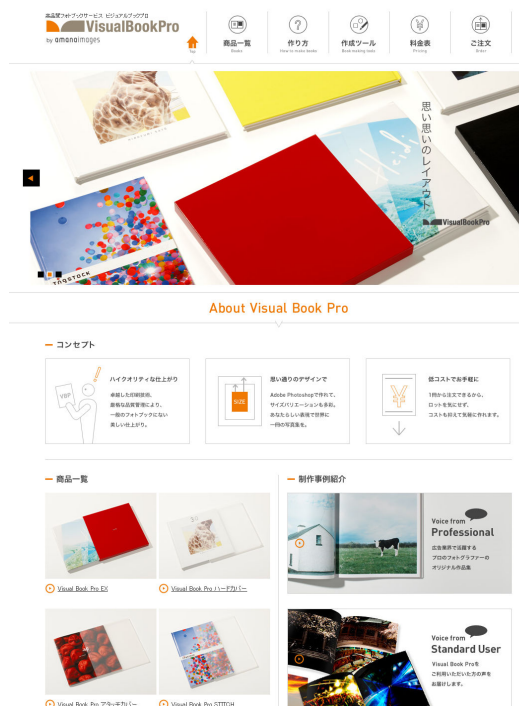 高品質フォトブックサービス ビジュアルブックプロ
VisualBookPro
by amanaimages
Top
商品一覧
Books
作り方
How to make books
作成ツール
Book making tools
料金表
Pricing
ご注文
Order
思い思いのレイアウト。
VisualBookPro
TAGSTOCK
About Visual Book Pro
コンセプト
VBP
ハイクオリティな仕上がり
卓越した印刷技術、
厳格な品質管理により、
一般のフォトブックにない
美しい仕上がり。
SIZE
思い通りのデザインで
Adobe Photoshopで作れて、
サイズバリエーションも多彩。
あなたらしい表現で世界に
一冊の写真集を。
低コストでお手軽に
1冊から注文できるから、
ロットを気にせず、
コストも抑えて気軽に作れます。
商品一覧
Visual Book Pro EX
Visual Book Pro ハードカバー
Visual Book Pro アタッチカバー
Visual Book Pro STITCH
制作事例紹介
Voice from
Professional
広告業界で活躍する
プロのフォトグラファーの
オリジナル作品集
Voice from
Standard User
Visual Book Proを
ご利用いただいた方の声を
お届けします。